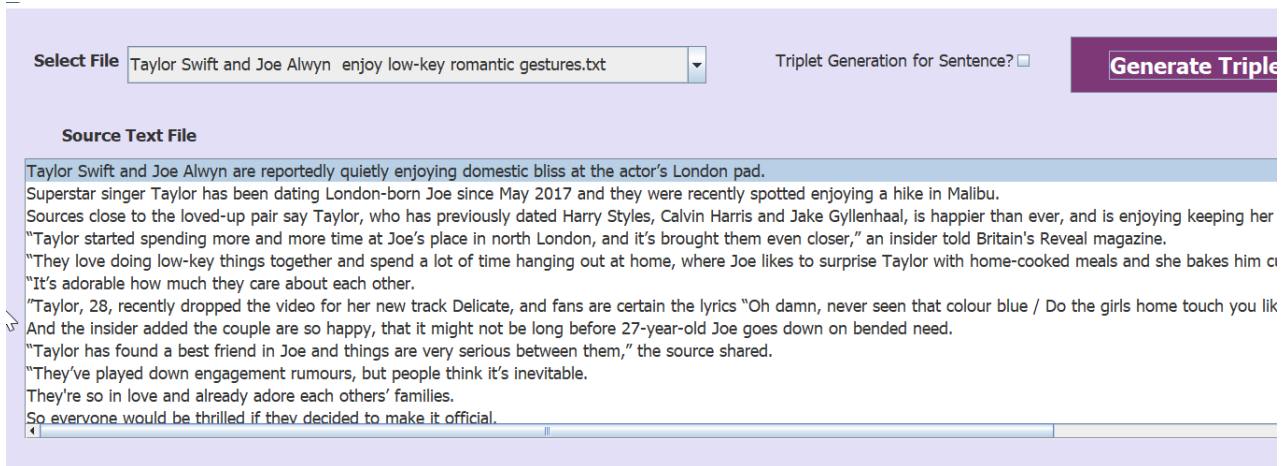 Select File Taylor Swift and Joe Alwyn  enjoy low-key romantic gestures.txt Triplet Generation for Sentence? Generate Triple
Source Text File
Taylor Swift and Joe Alwyn are reportedly quietly enjoying domestic bliss at the actor’s London pad.
Superstar singer Taylor has been dating London-born Joe since May 2017 and they were recently spotted enjoying a hike in Malibu.
Sources close to the loved-up pair say Taylor, who has previously dated Harry Styles, Calvin Harris and Jake Gyllenhaal, is happier than ever, and is enjoying keeping her
“Taylor started spending more and more time at Joe’s place in north London, and it’s brought them even closer,” an insider told Britain's Reveal magazine.
“They love doing low-key things together and spend a lot of time hanging out at home, where Joe likes to surprise Taylor with home-cooked meals and she bakes him
“It’s adorable how much they care about each other.
”Taylor, 28, recently dropped the video for her new track Delicate, and fans are certain the lyrics “Oh damn, never seen that colour blue / Do the girls home touch you
And the insider added the couple are so happy, that it might not be long before 27-year-old Joe goes down on bended need.
“Taylor has found a best friend in Joe and things are very serious between them,” the source shared.
“They’ve played down engagement rumours, but people think it’s inevitable.
They're so in love and already adore each others’ families.
So everyone would be thrilled if they decided to make it official.